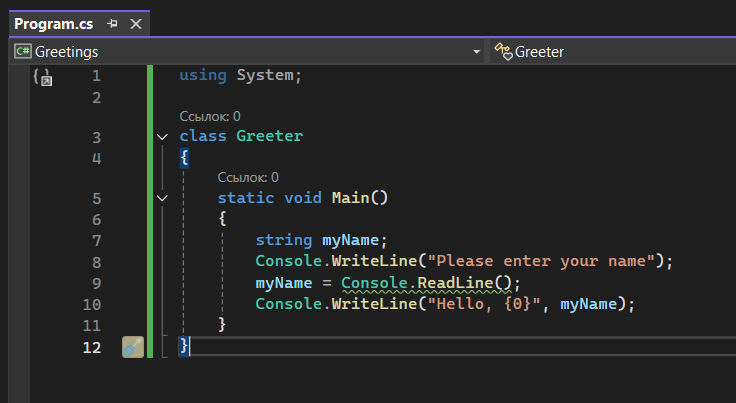 Program.cs
C# Greetings
Greeter
1 using System;
2
Ссылок: 0
3 class Greeter
4 {
Ссылок: 0
5 static void Main()
6 {
7 string myName;
8 Console.WriteLine("Please enter your name");
9 myName = Console.ReadLine();
10 Console.WriteLine("Hello, {0}", myName);
11 }
12 }